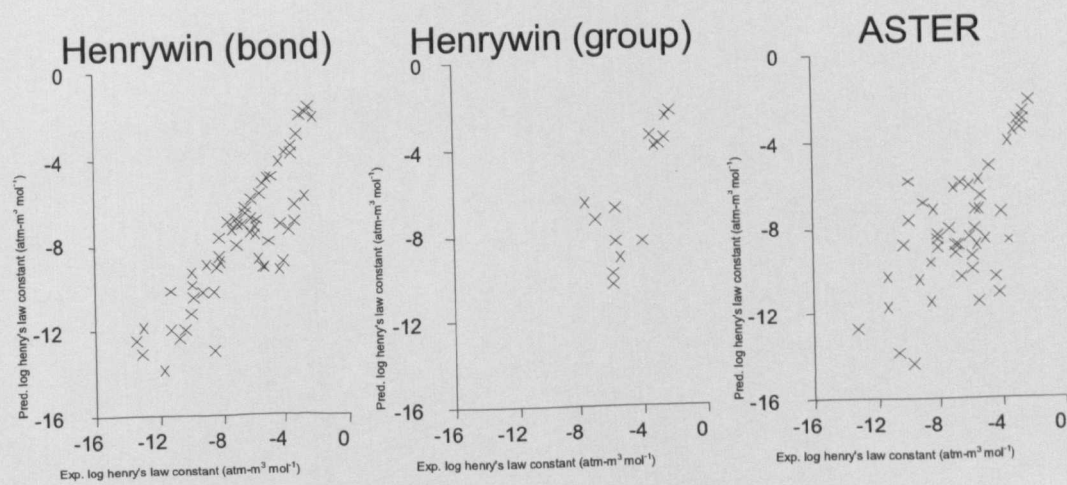 Henrywin (bond)
0
-4
-8
-12
-16
-16 -12 -8 -4 0
Pred. log henry's law constant (atm-m³ mol⁻¹)
Exp. log henry's law constant (atm-m³ mol⁻¹)
Henrywin (group)
0
-4
-8
-12
-16
-16 -12 -8 -4 0
Pred. log henry's law constant (atm-m³ mol⁻¹)
Exp. log henry's law constant (atm-m³ mol⁻¹)
ASTER
0
-4
-8
-12
-16
-16 -12 -8 -4 0
Pred. log henry's law constant (atm-m³ mol⁻¹)
Exp. log henry's law constant (atm-m³ mol⁻¹)